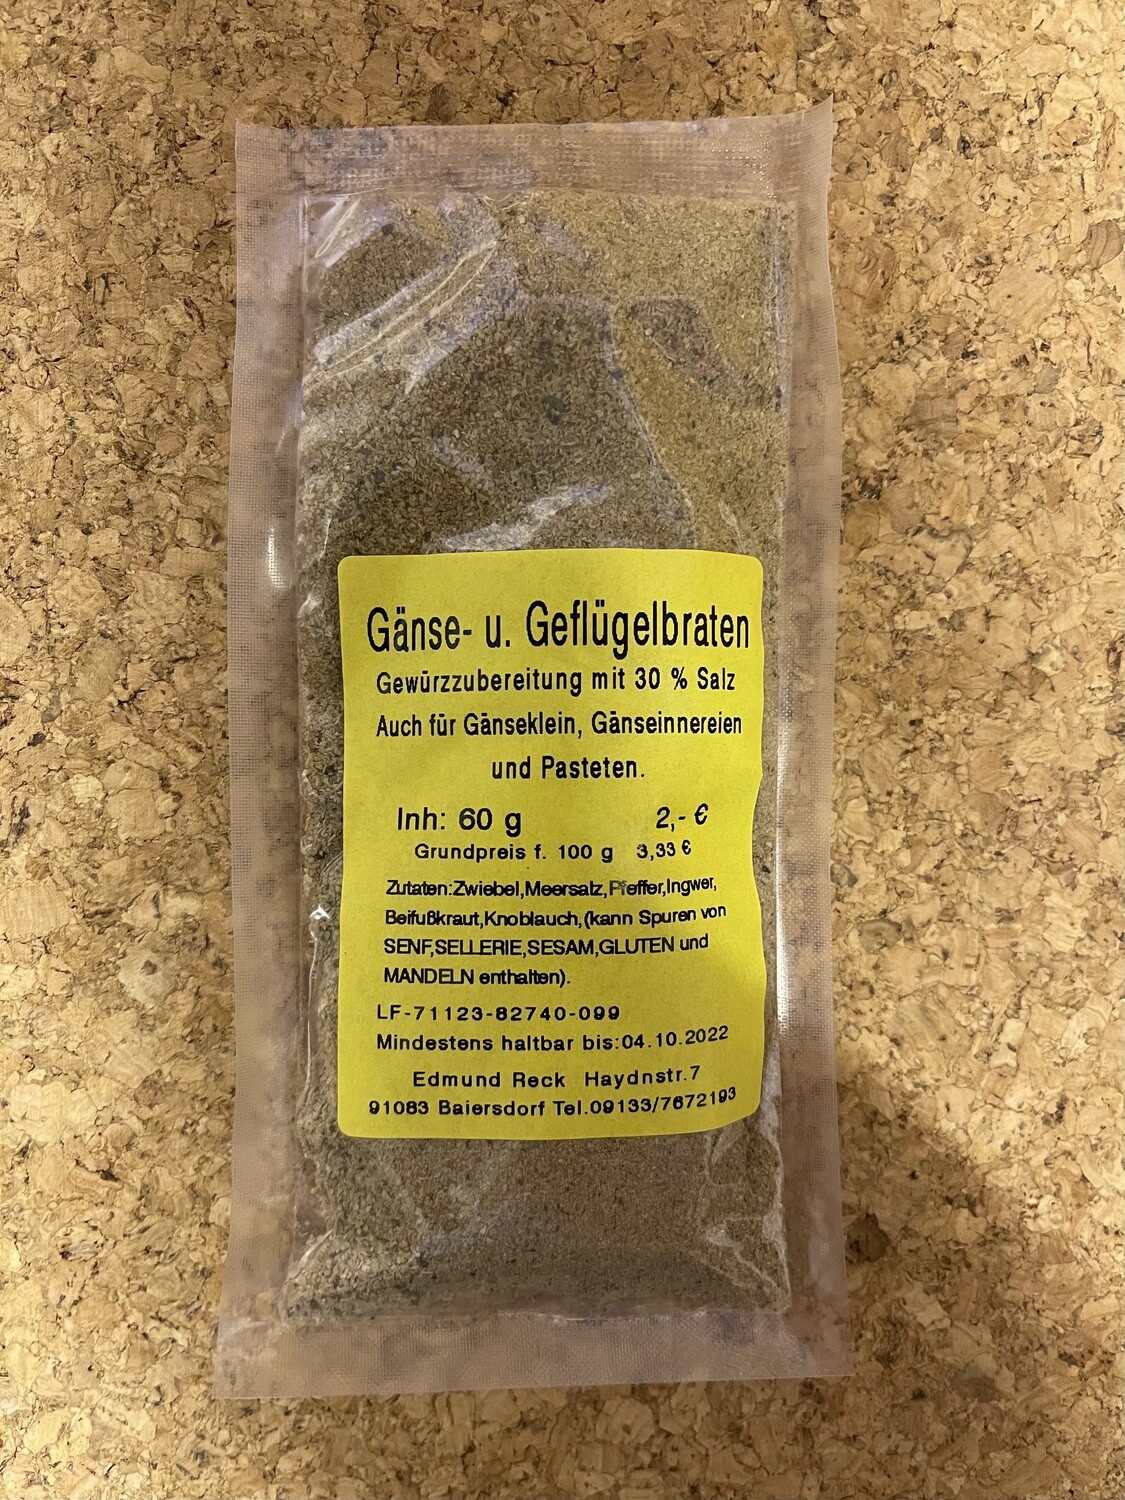 Gänse- u. Geflügelbraten
Gewürzzubereitung mit 30 % Salz
Auch für Gänseklein, Gänseinnereien
und Pasteten.
Inh: 60 g 2,- €
Grundpreis f. 100 g 3,33 €
Zutaten:Zwiebel,Meersalz,Pfeffer,Ingwer,
Beifußkraut,Knoblauch,(kann Spuren von
SENF,SELLERIE,SESAM,GLUTEN und
MANDELN enthalten).
LF-71123-82740-099
Mindestens haltbar bis:04.10.2022
Edmund Reck Haydnstr.7
91083 Baiersdorf Tel.09133/7672193